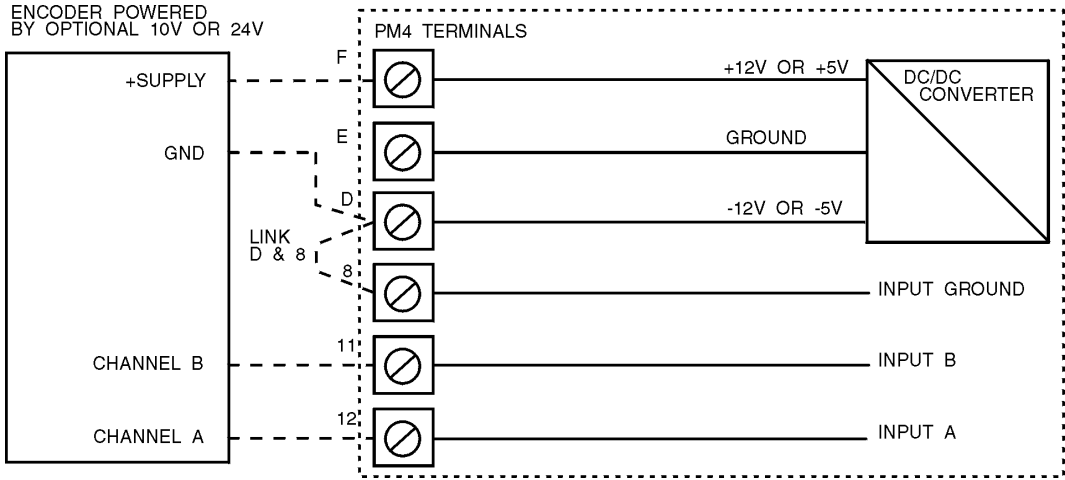 ENCODER POWERED
BY OPTIONAL 10V OR 24V
PM4 TERMINALS
F
+SUPPLY
+12V OR +5V
DC/DC
CONVERTER
E
GND
GROUND
D
-12V OR -5V
LINK
D & 8
8
INPUT GROUND
11
CHANNEL B
INPUT B
12
CHANNEL A
INPUT A